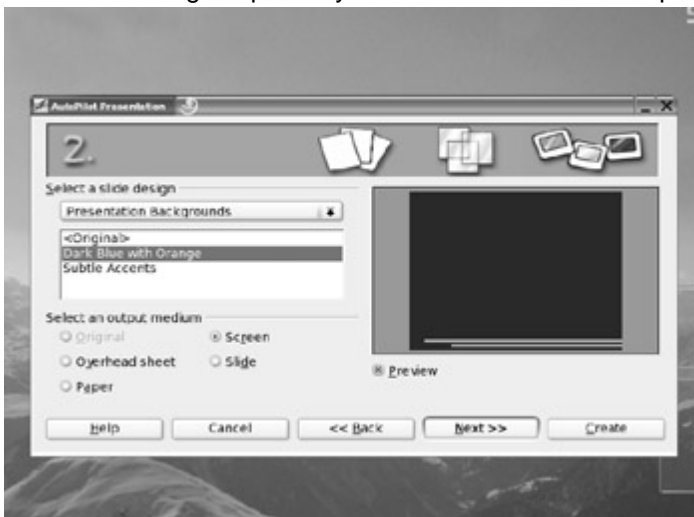 AutoPilot Presentation
2.
Select a slide design
Presentation Backgrounds
<Original>
Dark Blue with Orange
Subtle Accents
Select an output medium
Original Screen
Overhead sheet Slide
Preview
Paper
Help Cancel << Back Next >> Create